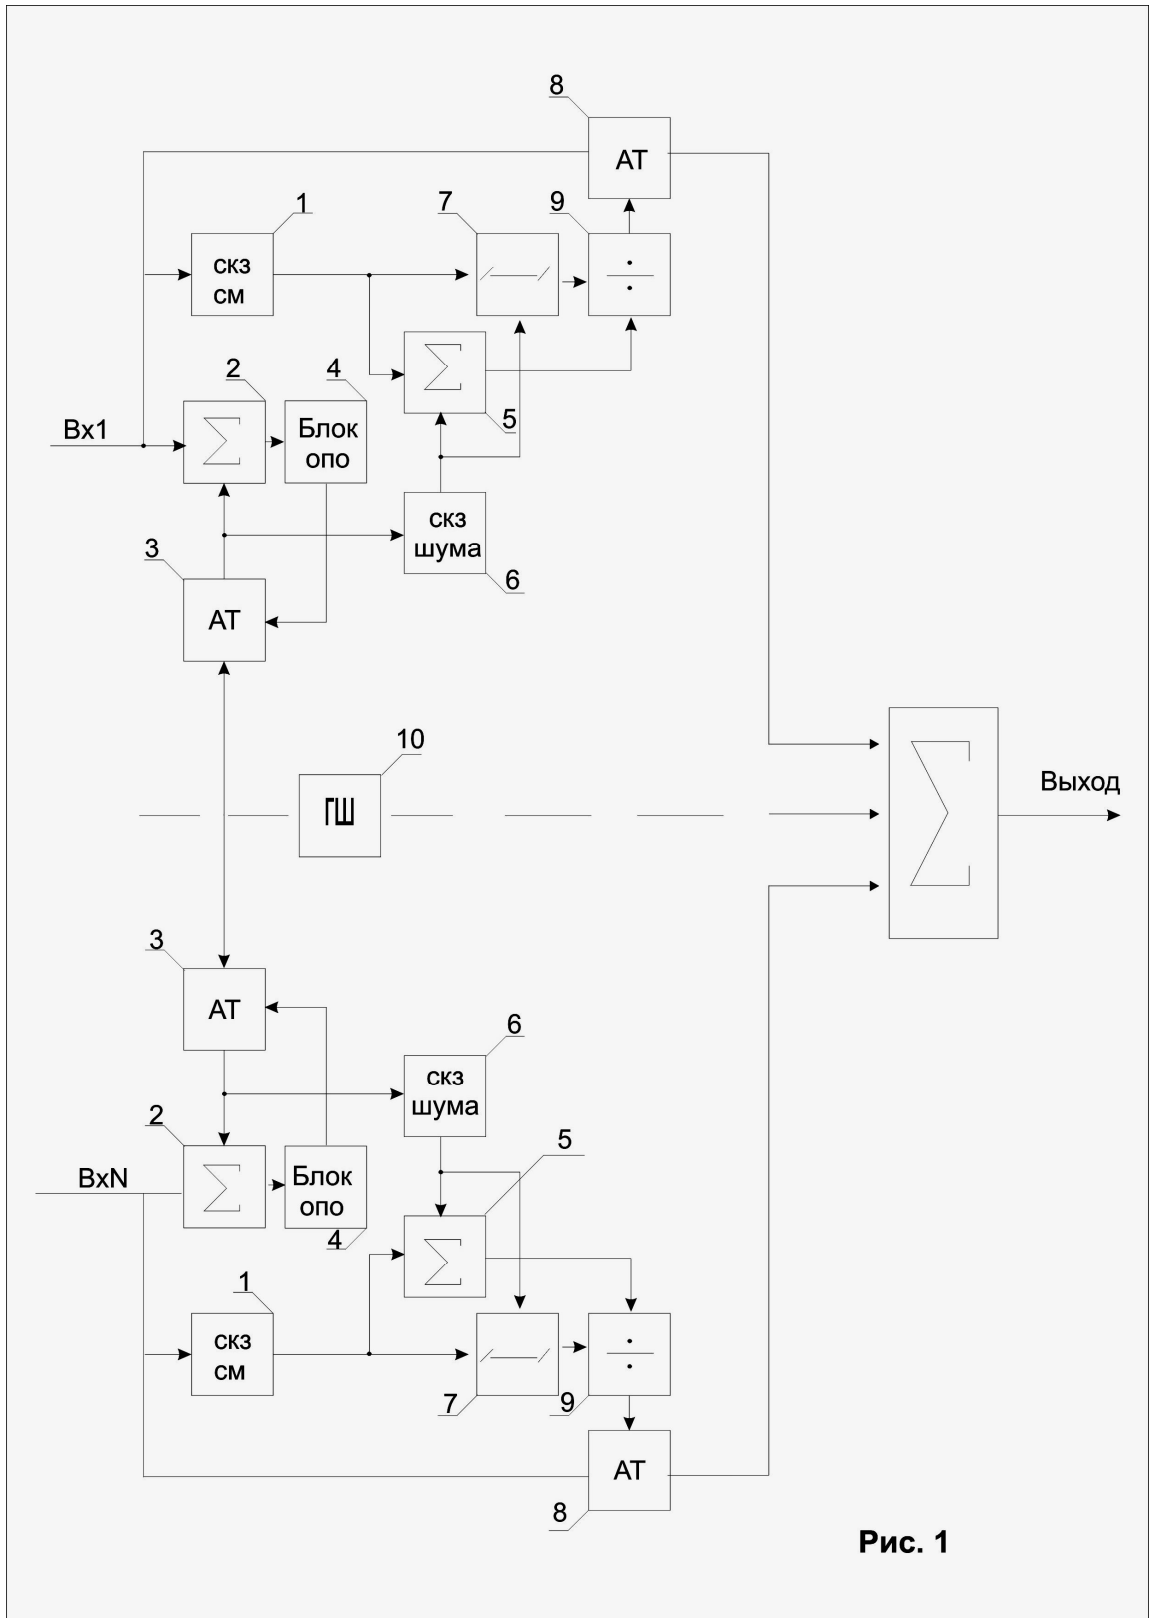 8
АТ
1
7
9
скз
см
2
4
Σ
5
Вх1
Σ
Блок
опо
скз
шума
3
6
АТ
10
ГШ
Σ
Выход
3
АТ
6
скз
шума
2
5
ВхN
Σ
Блок
опо
4
Σ
1
скз
см
7
9
АТ
8
Рис. 1